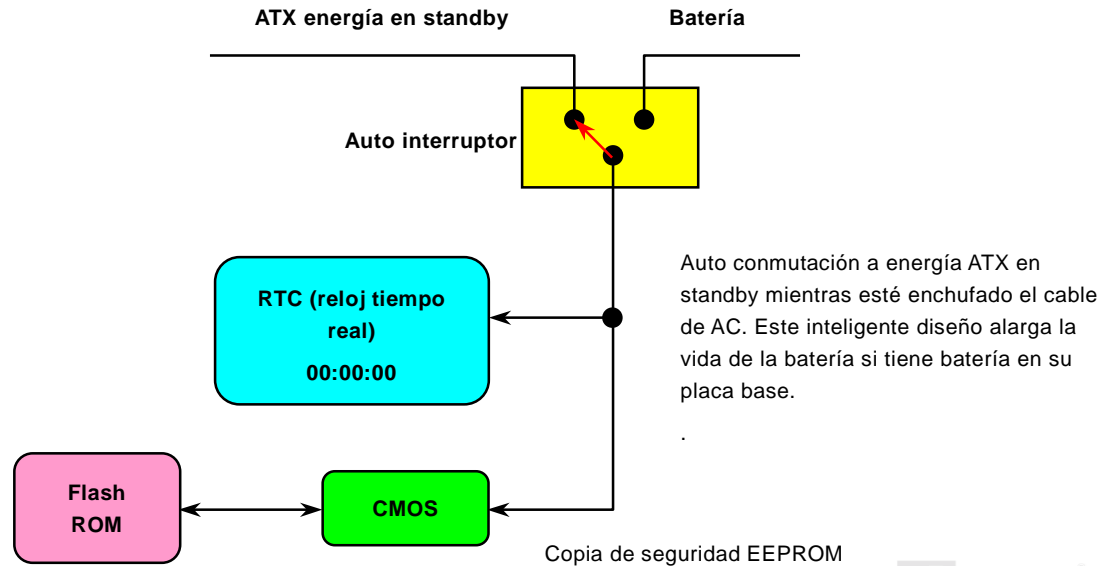 ATX energía en standby
Batería
Auto interruptor
RTC (reloj tiempo
real)
00:00:00
Auto conmutación a energía ATX en
standby mientras esté enchufado el cable
de AC. Este inteligente diseño alarga la
vida de la batería si tiene batería en su
placa base.
.
Flash
ROM
CMOS
Copia de seguridad EEPROM